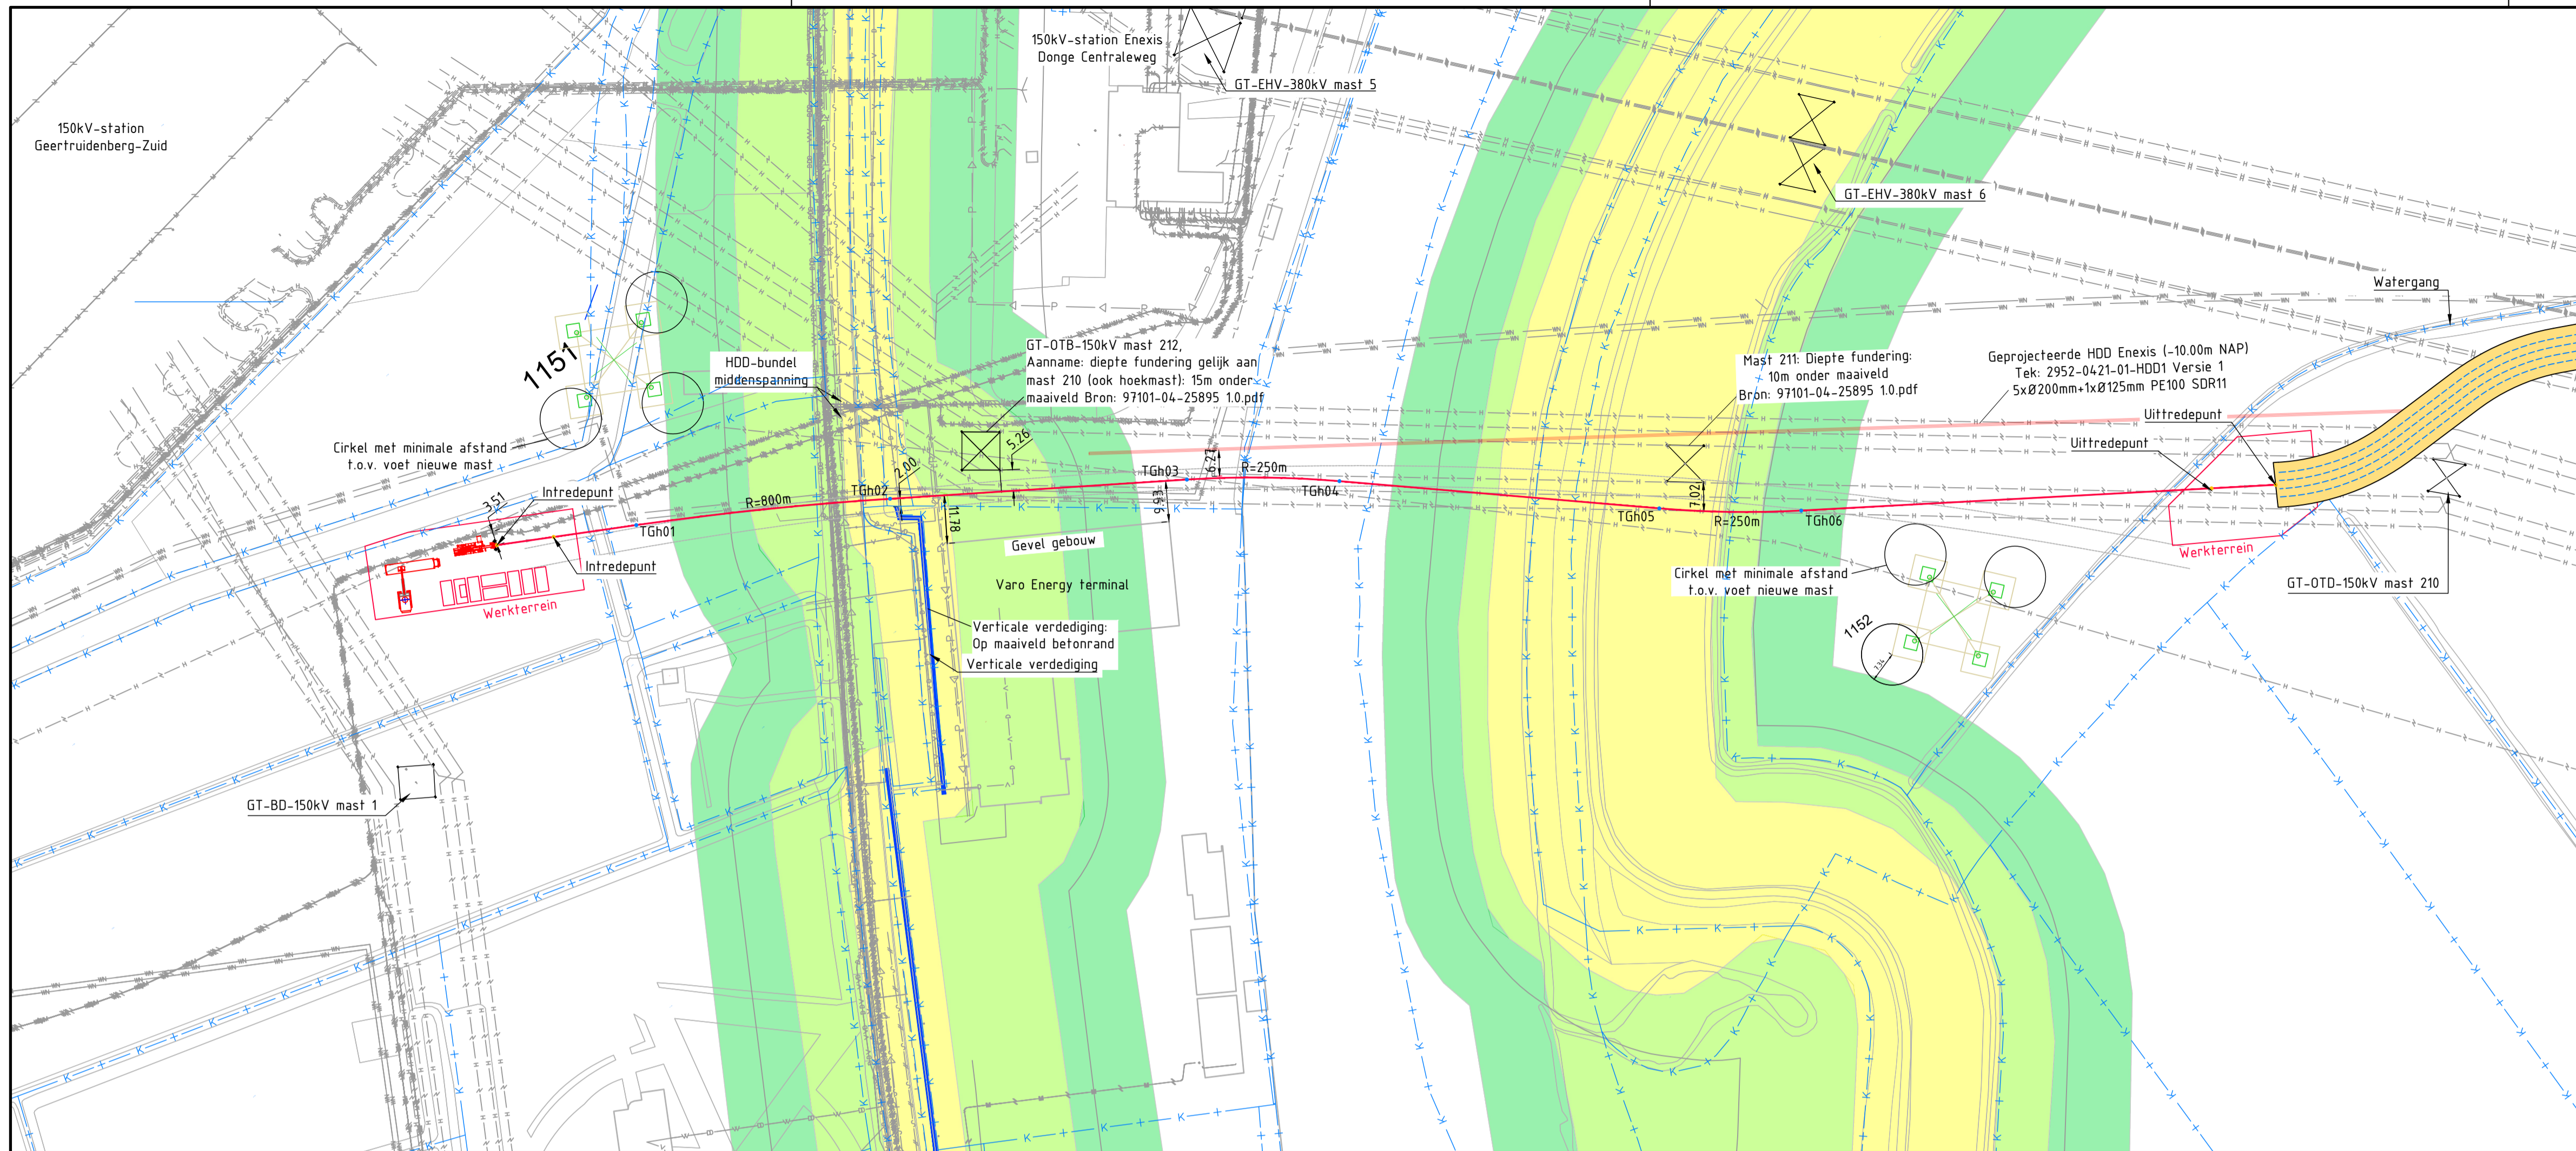 150kV-station
Geertruidenberg-Zuid
150kV-station Enexis
Donge Centraleweg
GT-EHV-380kV mast 5
GT-EHV-380kV mast 6
Watergang
1151
HDD-bundel
middenspanning
GT-OTB-150kV mast 212,
Aanname: diepte fundering gelijk aan
mast 210 (ook hoekmast): 15m onder
maaiveld Bron: 97101-04-25895 1.0.pdf
Mast 211: Diepte fundering:
10m onder maaiveld
Bron: 97101-04-25895 1.0.pdf
Geprojecteerde HDD Enexis (-10.00m NAP)
Tek: 2952-0421-01-HDD1 Versie 1
5xØ200mm+1xØ125mm PE100 SDR11
Uittredepunt
Uittredepunt
Cirkel met minimale afstand
t.o.v. voet nieuwe mast
5.26
2.00
6.27
TGh03
R=250m
TGh04
3.51
Intredepunt
R=800m
TGh02
11.78
9.53
7.02
TGh05
R=250m
TGh06
TGh01
Gevel gebouw
Intredepunt
Werkterrein
Werkterrein
Varo Energy terminal
Cirkel met minimale afstand
t.o.v. voet nieuwe mast
GT-OTD-150kV mast 210
Verticale verdediging:
Op maaiveld betonrand
Verticale verdediging
1152
7.34
GT-BD-150kV mast 1